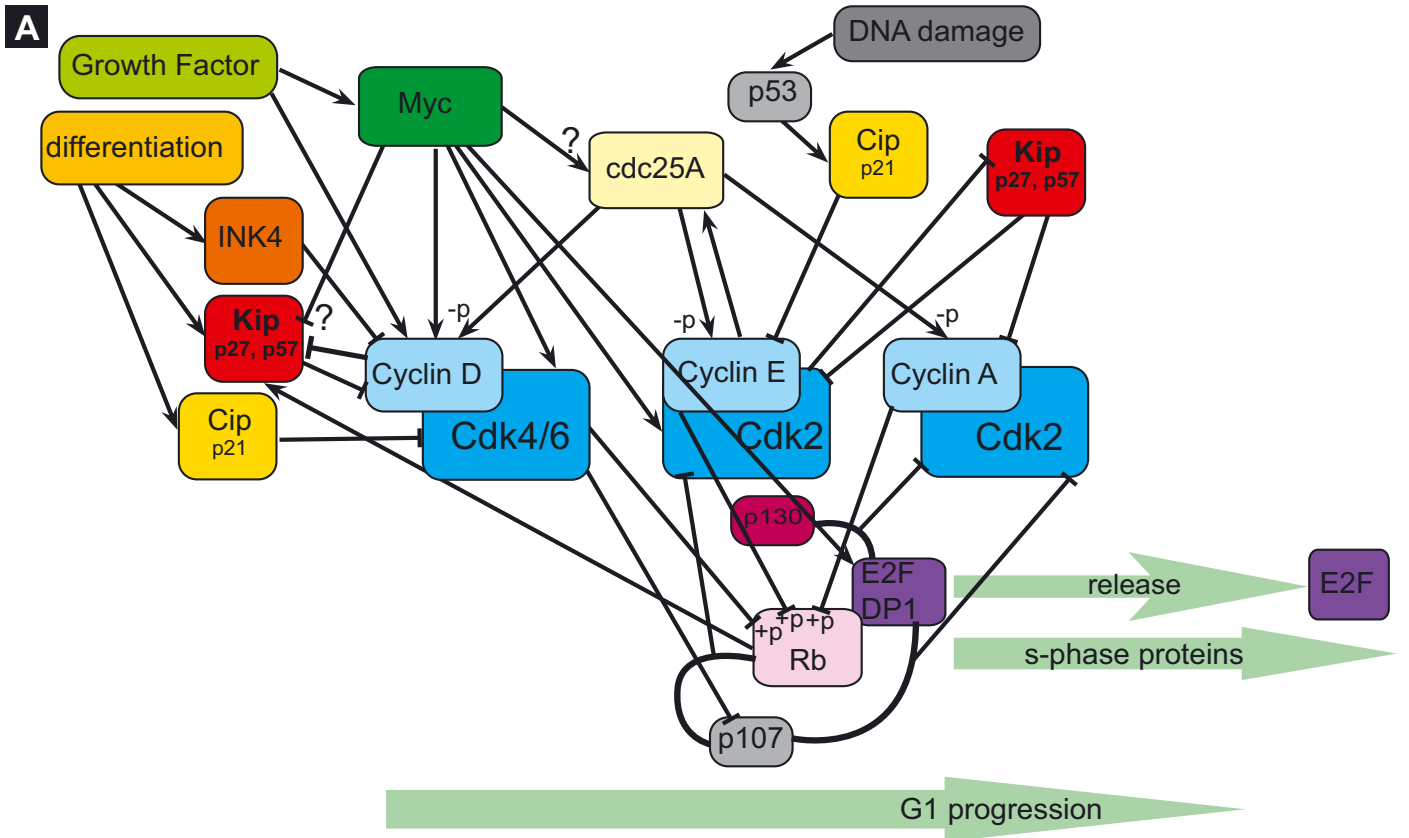 A
DNA damage
Growth Factor
Myc
p53
differentiation
?
cdc25A
Cip
p21
Kip
p27, p57
INK4
Kip
p27, p57
?
-p
-p
-p
Cyclin D
Cyclin E
Cyclin A
Cip
p21
Cdk4/6
Cdk2
Cdk2
p130
E2F
DP1
release
E2F
+p
+p
+p
Rb
s-phase proteins
p107
G1 progression